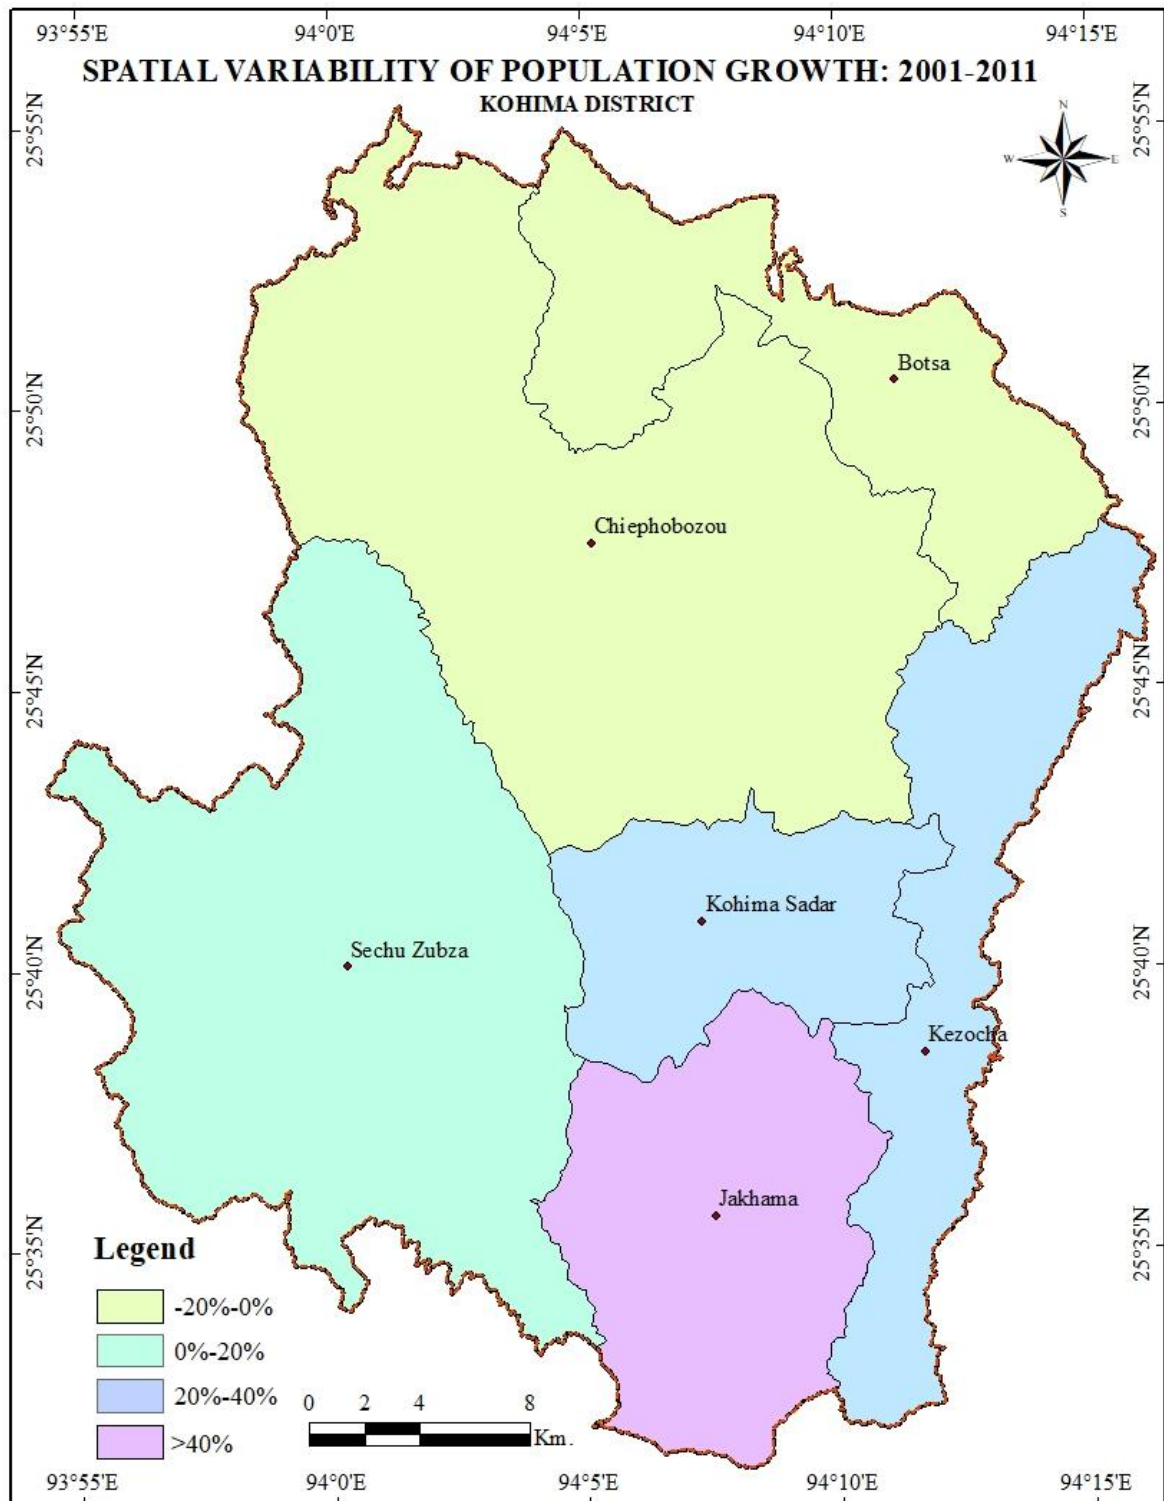 93°55'E 94°0'E 94°5'E 94°10'E 94°15'E
SPATIAL VARIABILITY OF POPULATION GROWTH: 2001-2011
KOHIMA DISTRICT
25°55'N 25°55'N
N
W E
S
Botsa
25°50'N 25°50'N
Chiephobozou
25°45'N 25°45'N
Kohima Sadar
Sechu Zubza
25°40'N 25°40'N
Kezocha
Jakhama
25°35'N 25°35'N
Legend
-20%-0%
0%-20%
20%-40%
>40%
0 2 4 8
Km.
93°55'E 94°0'E 94°5'E 94°10'E 94°15'E